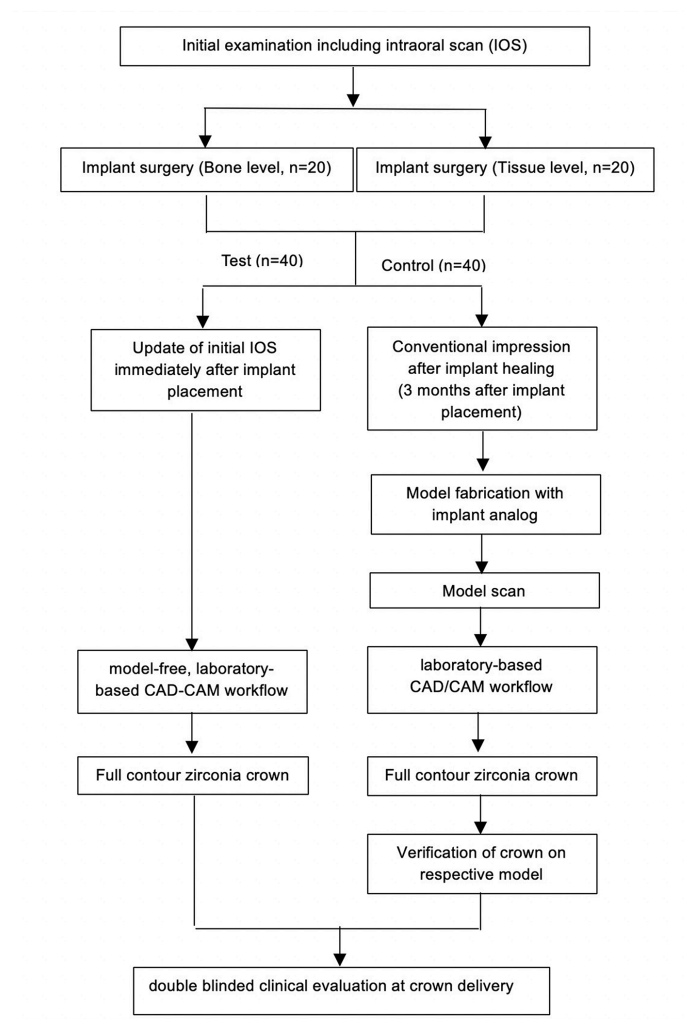 Initial examination including intraoral scan (IOS)
Implant surgery (Bone level, n=20)
Implant surgery (Tissue level, n=20)
Test (n=40)
Control (n=40)
Update of initial IOS
immediately after implant
placement
Conventional impression
after implant healing
(3 months after implant
placement)
Model fabrication with
implant analog
Model scan
model-free, laboratory-
based CAD-CAM workflow
laboratory-based
CAD/CAM workflow
Full contour zirconia crown
Full contour zirconia crown
Verification of crown on
respective model
double blinded clinical evaluation at crown delivery